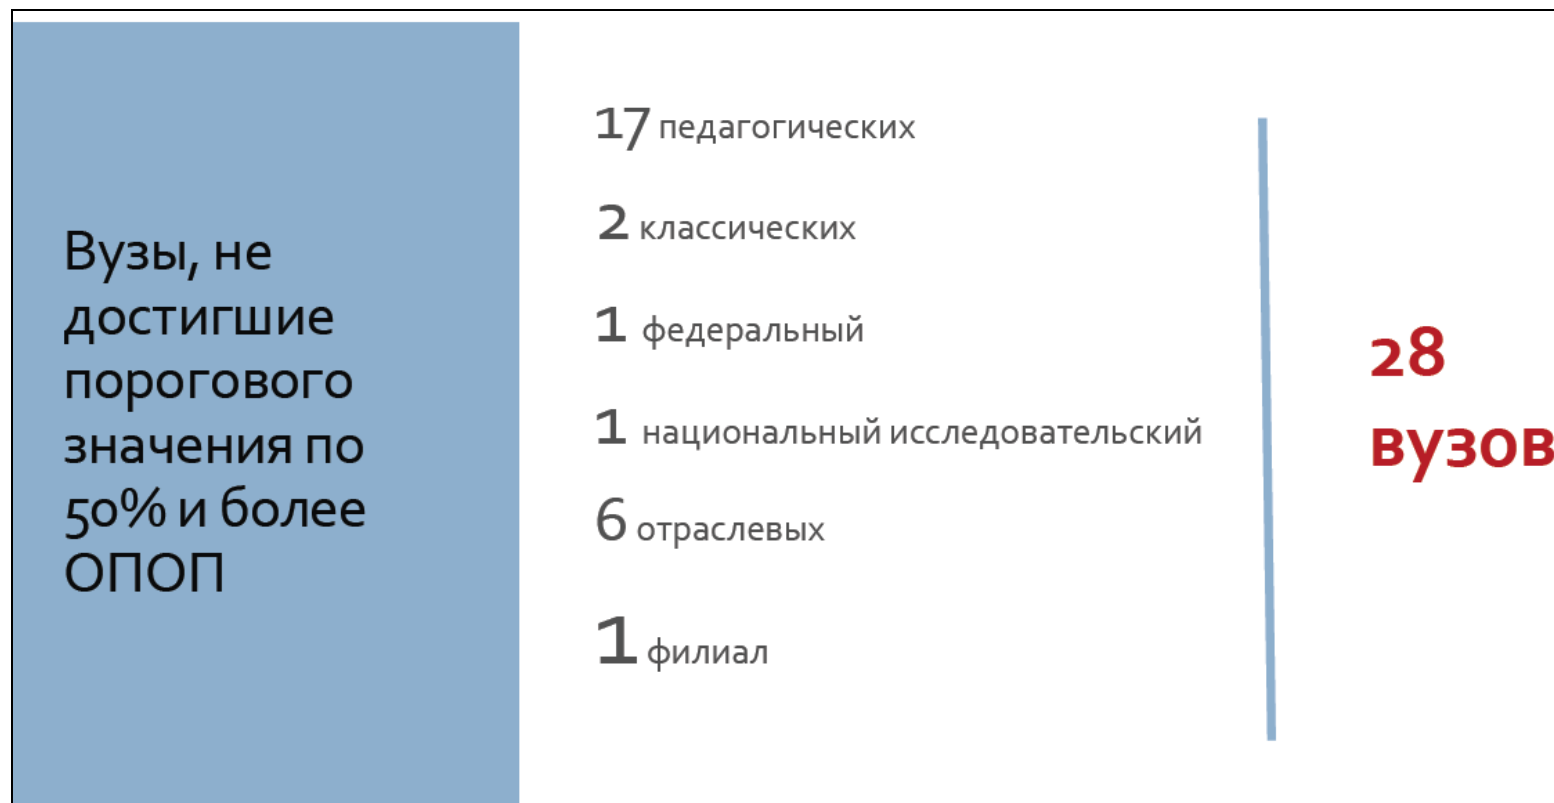 Вузы, не
достигшие
порогового
значения по
50% и более
ОПОП
17 педагогических
2 классических
1 федеральный
1 национальный исследовательский
6 отраслевых
1 филиал
28
вузов